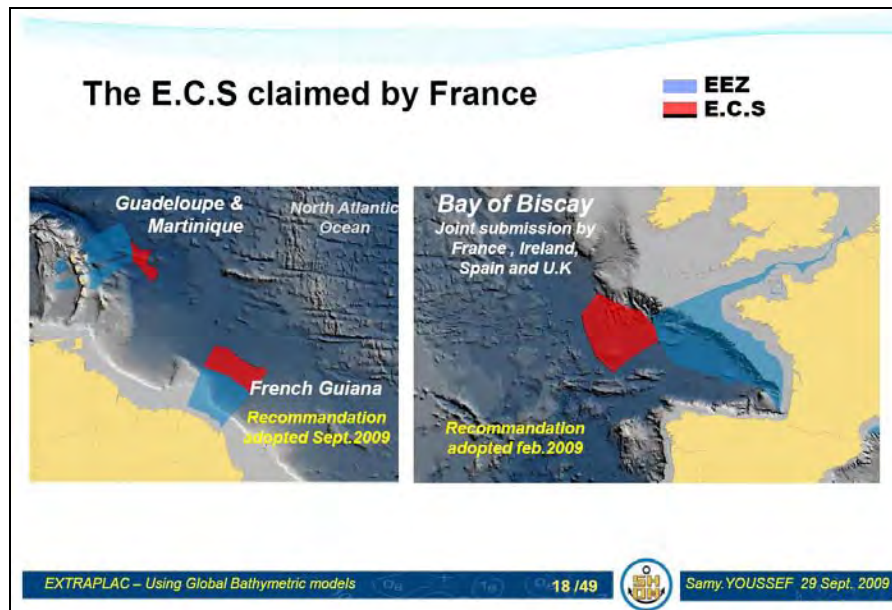 The E.C.S claimed by France
EEZ
E.C.S
Guadeloupe &
Martinique
North Atlantic
Ocean
French Guiana
Recommandation
adopted Sept.2009
Bay of Biscay
Joint submission by
France , Ireland,
Spain and U.K
Recommandation
adopted feb.2009
EXTRAPLAC – Using Global Bathymetric models
18 /49
SH
OM
Samy.YOUSSEF 29 Sept. 2009